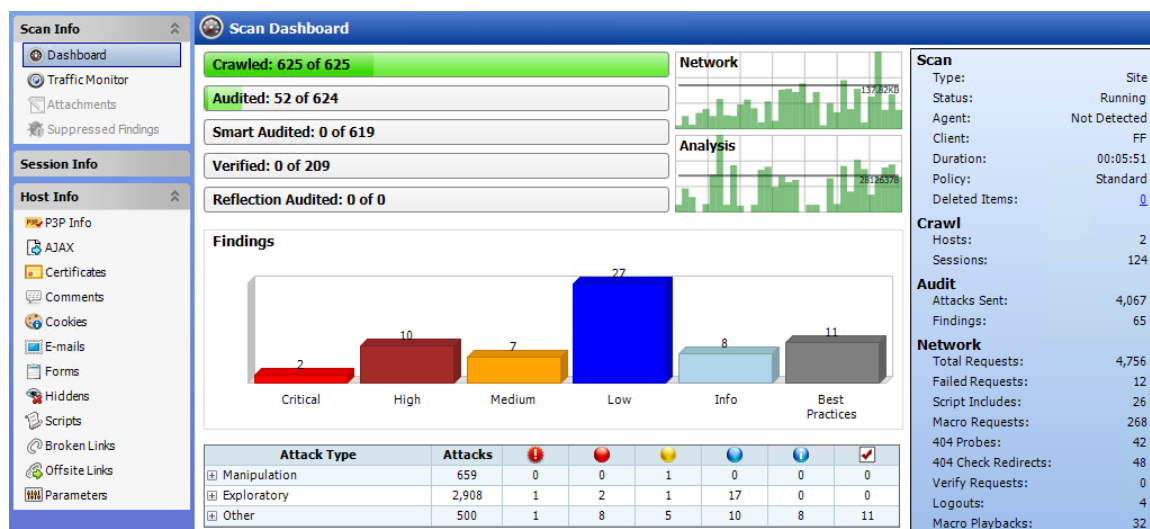 Scan Info
Dashboard
Traffic Monitor
Attachments
Suppressed Findings
Session Info
Host Info
P3P Info
AJAX
Certificates
Comments
Cookies
E-mails
Forms
Hiddens
Scripts
Broken Links
Offsite Links
Parameters
Scan Dashboard
Crawled: 625 of 625
Audited: 52 of 624
Smart Audited: 0 of 619
Verified: 0 of 209
Reflection Audited: 0 of 0
Network
137.82KB
Analysis
28126378
Findings
2 10 7 27 8 11
Critical High Medium Low Info Best Practices
Attack Type Attacks
Manipulation 659 0 0 1 0 0 0
Exploratory 2,908 1 2 1 17 0 0
Other 500 1 8 5 10 8 11
Scan
Type: Site
Status: Running
Agent: Not Detected
Client: FF
Duration: 00:05:51
Policy: Standard
Deleted Items: 0
Crawl
Hosts: 2
Sessions: 124
Audit
Attacks Sent: 4,067
Findings: 65
Network
Total Requests: 4,756
Failed Requests: 12
Script Includes: 26
Macro Requests: 268
404 Probes: 42
404 Check Redirects: 48
Verify Requests: 0
Logouts: 4
Macro Playbacks: 32